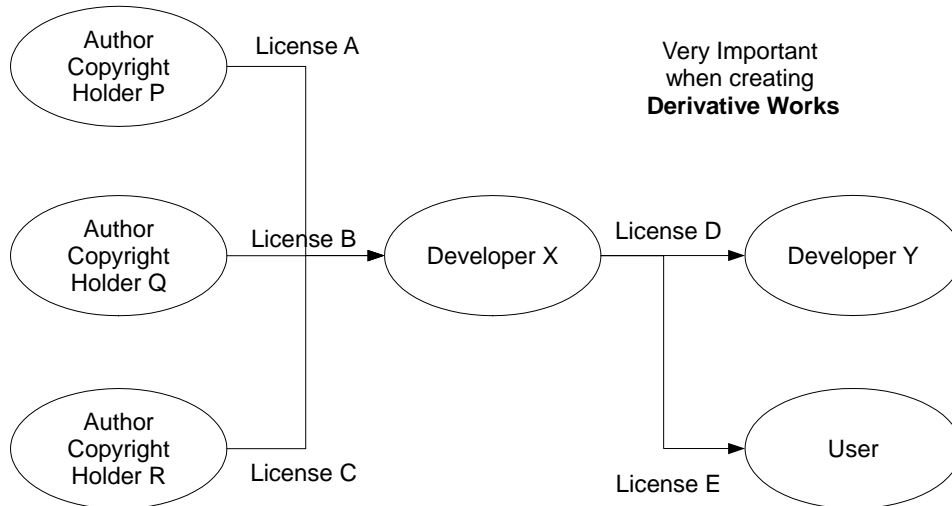 Author
Copyright
Holder P
License A
Very Important
when creating
Derivative Works
Author
Copyright
Holder Q
License B
Developer X
License D
Developer Y
Author
Copyright
Holder R
License C
License E
User